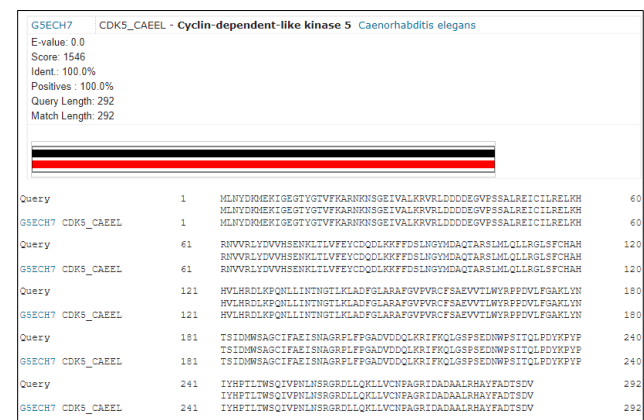 G5ECH7 CDK5_CAEEL - Cyclin-dependent-like kinase 5 Caenorhabditis elegans
E-value: 0.0
Score: 1546
Ident.: 100.0%
Positives : 100.0%
Query Length: 292
Match Length: 292
Query 1 MLNYDKMEKIGEGTYGTVFKARNKNSGEIVALKRVRLDDDDEGVPSSALREICILRELKH 60
MLNYDKMEKIGEGTYGTVFKARNKNSGEIVALKRVRLDDDDEGVPSSALREICILRELKH
G5ECH7 CDK5_CAEEL 1 MLNYDKMEKIGEGTYGTVFKARNKNSGEIVALKRVRLDDDDEGVPSSALREICILRELKH 60
Query 61 RNVVRLYDVVHSENKLTLVFEYCDQDLKKFFDSLNGYMDAQTARSLMLQLLRGLSFCHAH 120
RNVVRLYDVVHSENKLTLVFEYCDQDLKKFFDSLNGYMDAQTARSLMLQLLRGLSFCHAH
G5ECH7 CDK5_CAEEL 61 RNVVRLYDVVHSENKLTLVFEYCDQDLKKFFDSLNGYMDAQTARSLMLQLLRGLSFCHAH 120
Query 121 HVLHRDLKPQNLLINTNGTLKLADFGLARAFGVPVRCFSAEVVTLWYRPPDVLFGAKLYN 180
HVLHRDLKPQNLLINTNGTLKLADFGLARAFGVPVRCFSAEVVTLWYRPPDVLFGAKLYN
G5ECH7 CDK5_CAEEL 121 HVLHRDLKPQNLLINTNGTLKLADFGLARAFGVPVRCFSAEVVTLWYRPPDVLFGAKLYN 180
Query 181 TSIDMWSAGCIFAEISNAGRPLFPGADVDDQLKRIFKQLGSPSEDNWPSITQLPDYKPYP 240
TSIDMWSAGCIFAEISNAGRPLFPGADVDDQLKRIFKQLGSPSEDNWPSITQLPDYKPYP
G5ECH7 CDK5_CAEEL 181 TSIDMWSAGCIFAEISNAGRPLFPGADVDDQLKRIFKQLGSPSEDNWPSITQLPDYKPYP 240
Query 241 IYHPTLTWSQIVPNLNSRGRDLLQKLLVCNPAGRIDADAALRHAYFADTSDV 292
IYHPTLTWSQIVPNLNSRGRDLLQKLLVCNPAGRIDADAALRHAYFADTSDV
G5ECH7 CDK5_CAEEL 241 IYHPTLTWSQIVPNLNSRGRDLLQKLLVCNPAGRIDADAALRHAYFADTSDV 292